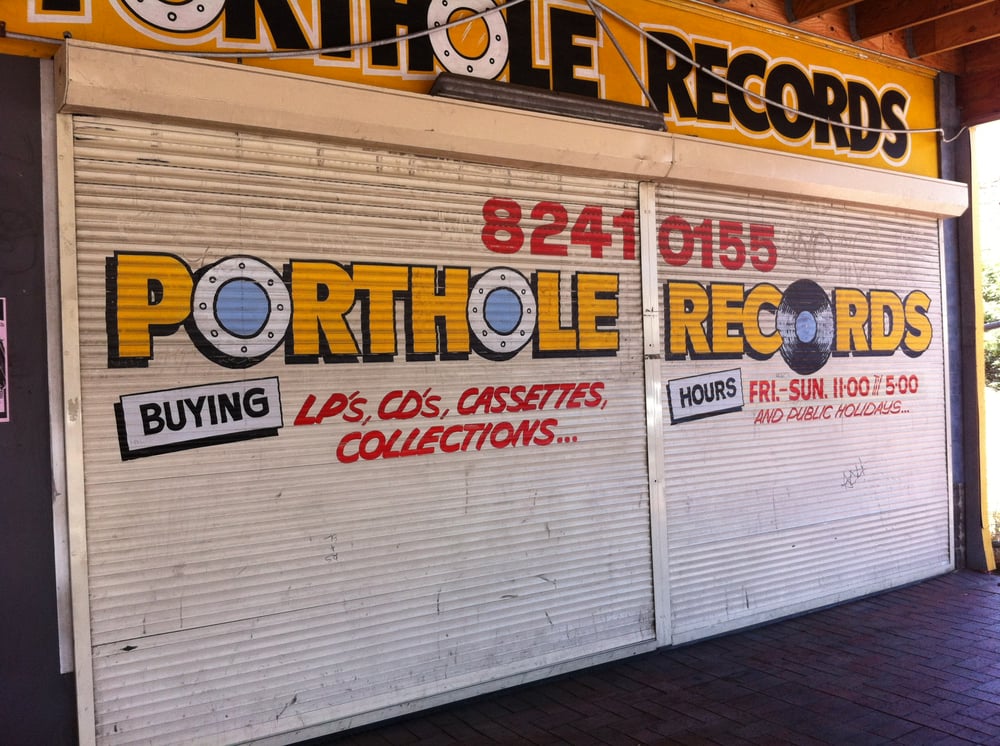 PORTHOLE RECORDS
8241 0155
PORTHOLE RECORDS
BUYING LP'S, CD'S, CASSETTES,
COLLECTIONS...
HOURS FRI.-SUN. 11:00 TIL 5:00
AND PUBLIC HOLIDAYS...